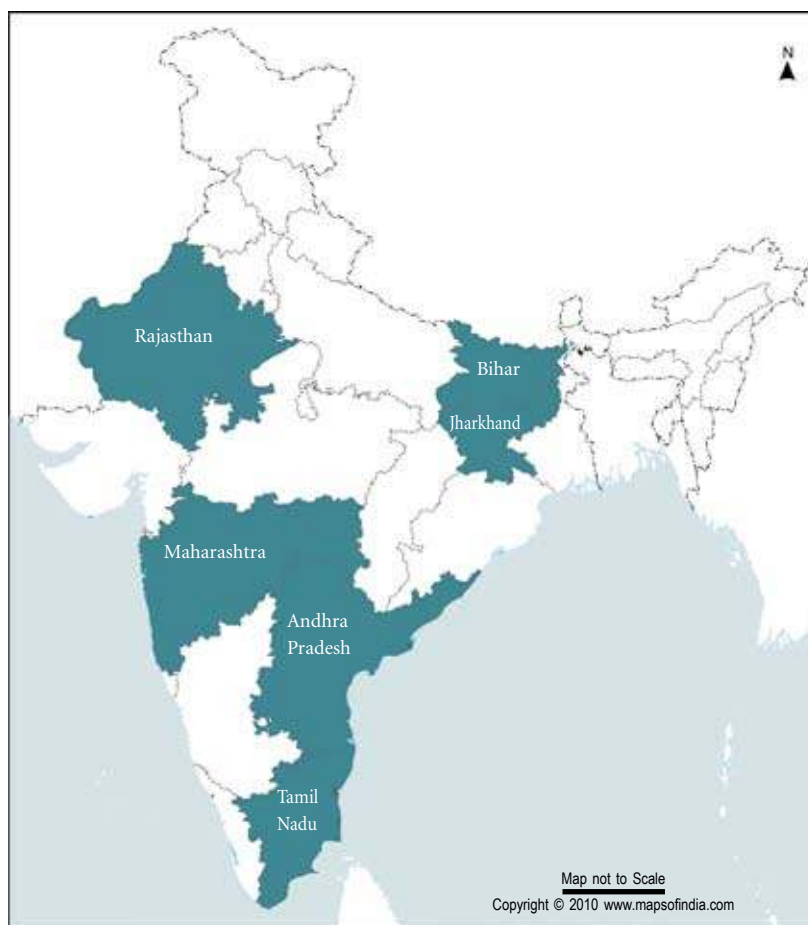 N
Rajasthan
Bihar
Jharkhand
Maharashtra
Andhra
Pradesh
Tamil
Nadu
Map not to Scale
Copyright © 2010 www.mapsofindia.com